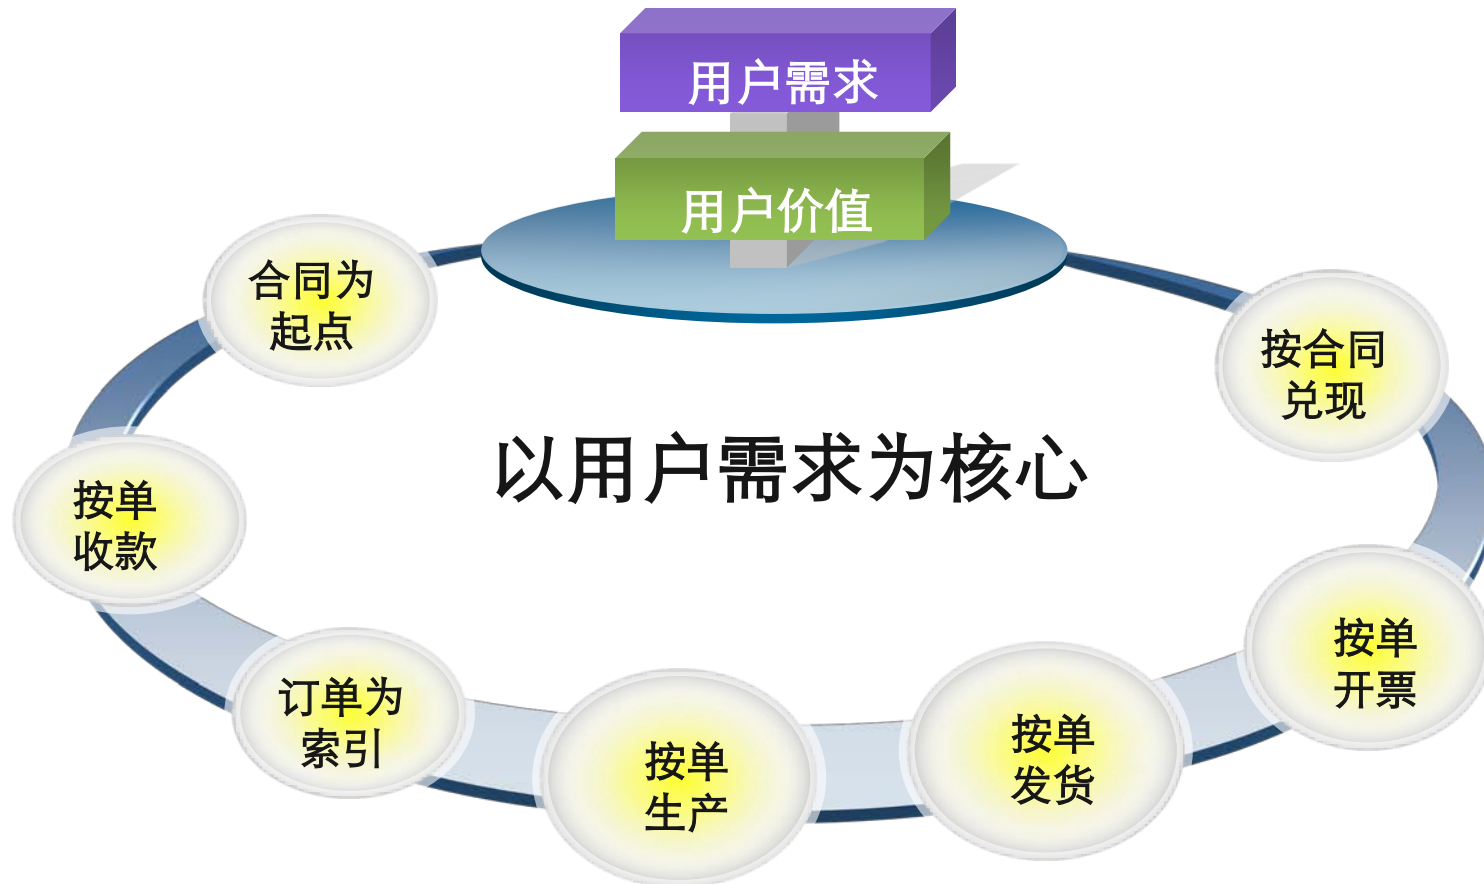 用户需求
用户价值
合同为
起点
按合同
兑现
以用户需求为核心
按单
收款
按单
开票
订单为
索引
按单
生产
按单
发货